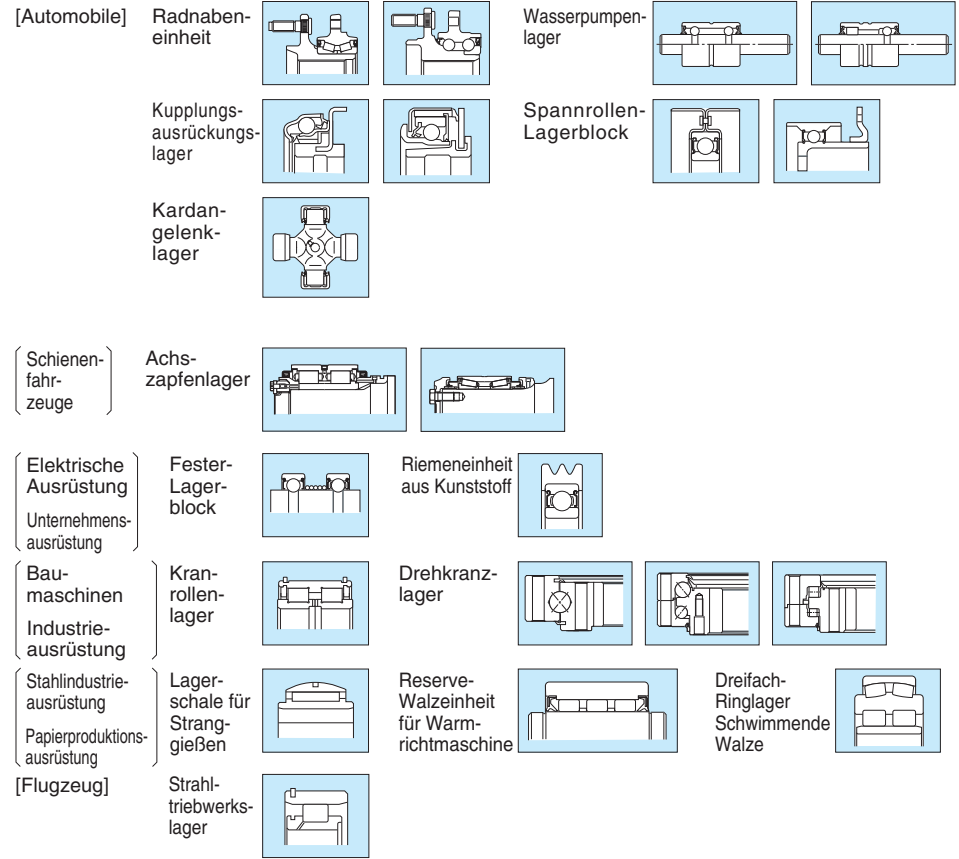 [Automobile]
Radnaben-
einheit
Wasserpumpen-
lager
Kupplungs-
ausrückungs-
lager
Spannrollen-
Lagerblock
Kardan-
gelenk-
lager
Schienen-
fahr-
zeuge
Achs-
zapfenlager
Elektrische
Ausrüstung
Unternehmens-
ausrüstung
Fester-
Lager-
block
Riemeneinheit
aus Kunststoff
Bau-
maschinen
Industrie-
ausrüstung
Kran-
rollen-
lager
Drehkranz-
lager
Stahlindustrie-
ausrüstung
Papierproduktions-
ausrüstung
Lager-
schale für
Strang-
gießen
Reserve-
Walzeinheit
für Warm-
richtmaschine
Dreifach-
Ringlager
Schwimmende
Walze
[Flugzeug]
Strahl-
triebwerks-
lager